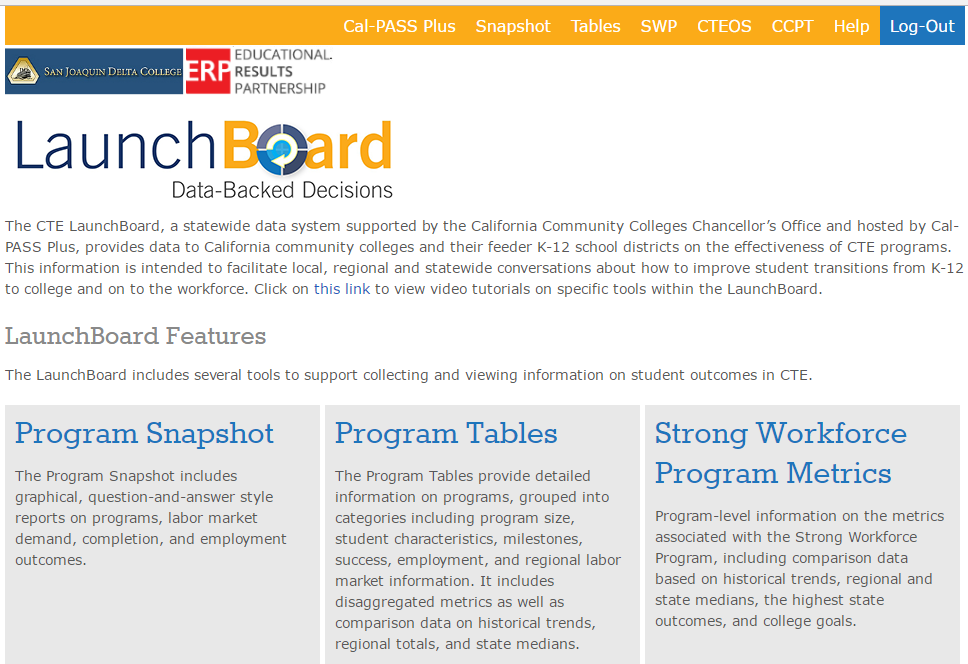 Cal-PASS Plus Snapshot Tables SWP CTEOS CCPT Help Log-Out
San Joaquin Delta College
ERP
EDUCATIONAL
RESULTS
PARTNERSHIP
LaunchBoard
Data-Backed Decisions
The CTE LaunchBoard, a statewide data system supported by the California Community Colleges Chancellor’s Office and hosted by Cal-
PASS Plus, provides data to California community colleges and their feeder K-12 school districts on the effectiveness of CTE programs.
This information is intended to facilitate local, regional and statewide conversations about how to improve student transitions from K-12
to college and on to the workforce. Click on this link to view video tutorials on specific tools within the LaunchBoard.
LaunchBoard Features
The LaunchBoard includes several tools to support collecting and viewing information on student outcomes in CTE.
Program Snapshot
The Program Snapshot includes
graphical, question-and-answer style
reports on programs, labor market
demand, completion, and employment
outcomes.
Program Tables
The Program Tables provide detailed
information on programs, grouped into
categories including program size,
student characteristics, milestones,
success, employment, and regional labor
market information. It includes
disaggregated metrics as well as
comparison data on historical trends,
regional totals, and state medians.
Strong Workforce
Program Metrics
Program-level information on the metrics
associated with the Strong Workforce
Program, including comparison data
based on historical trends, regional and
state medians, the highest state
outcomes, and college goals.